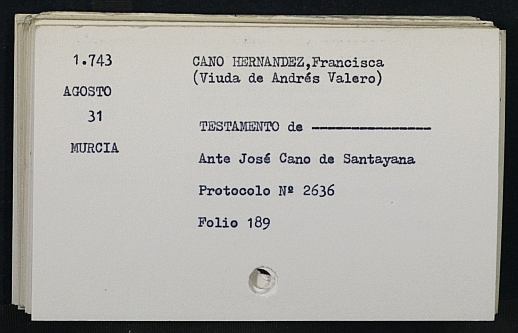 1.743
AGOSTO
31
MURCIA
CANO HERNANDEZ,Francisca
(Viuda de Andrés Valero)
TESTAMENTO de ---------------
Ante José Cano de Santayana
Protocolo Nº 2636
Folio 189